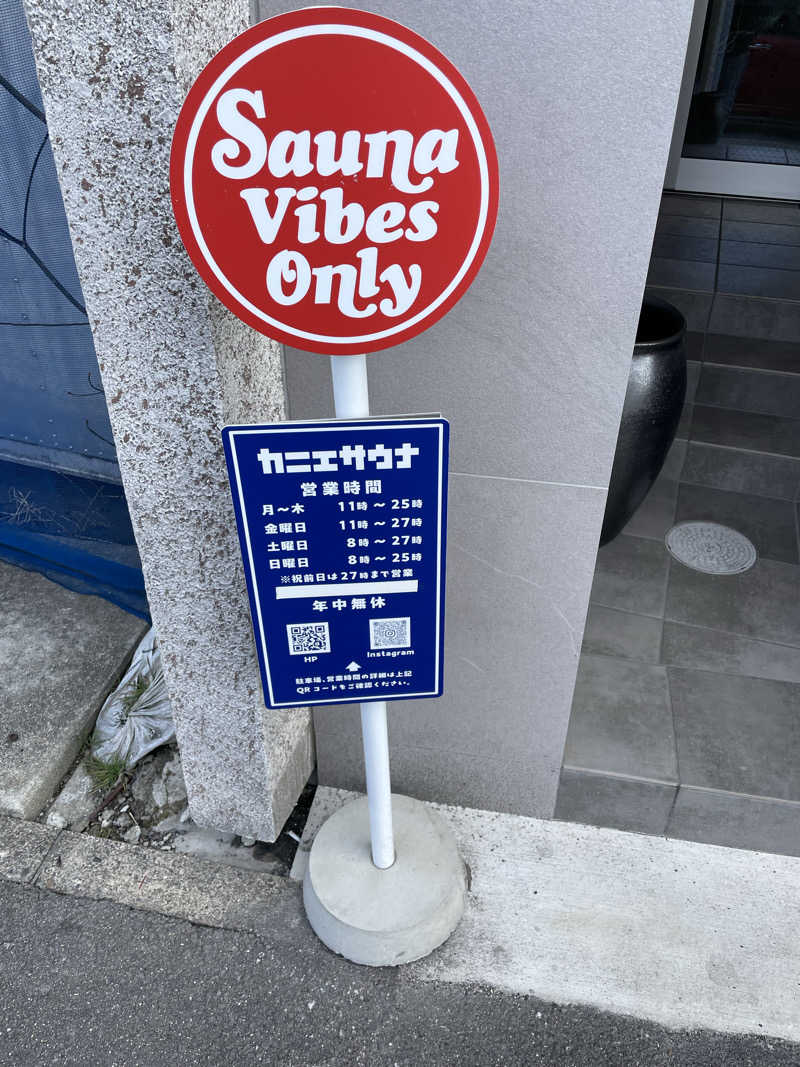 Sauna
Vibes
Only
カニエサウナ
営業時間
月〜木 11時 〜 25時
金曜日 11時 〜 27時
土曜日 8時 〜 27時
日曜日 8時 〜 25時
※祝前日は27時まで営業
年中無休
HP Instagram
駐車場、営業時間の詳細は上記
QRコードをご確認ください。